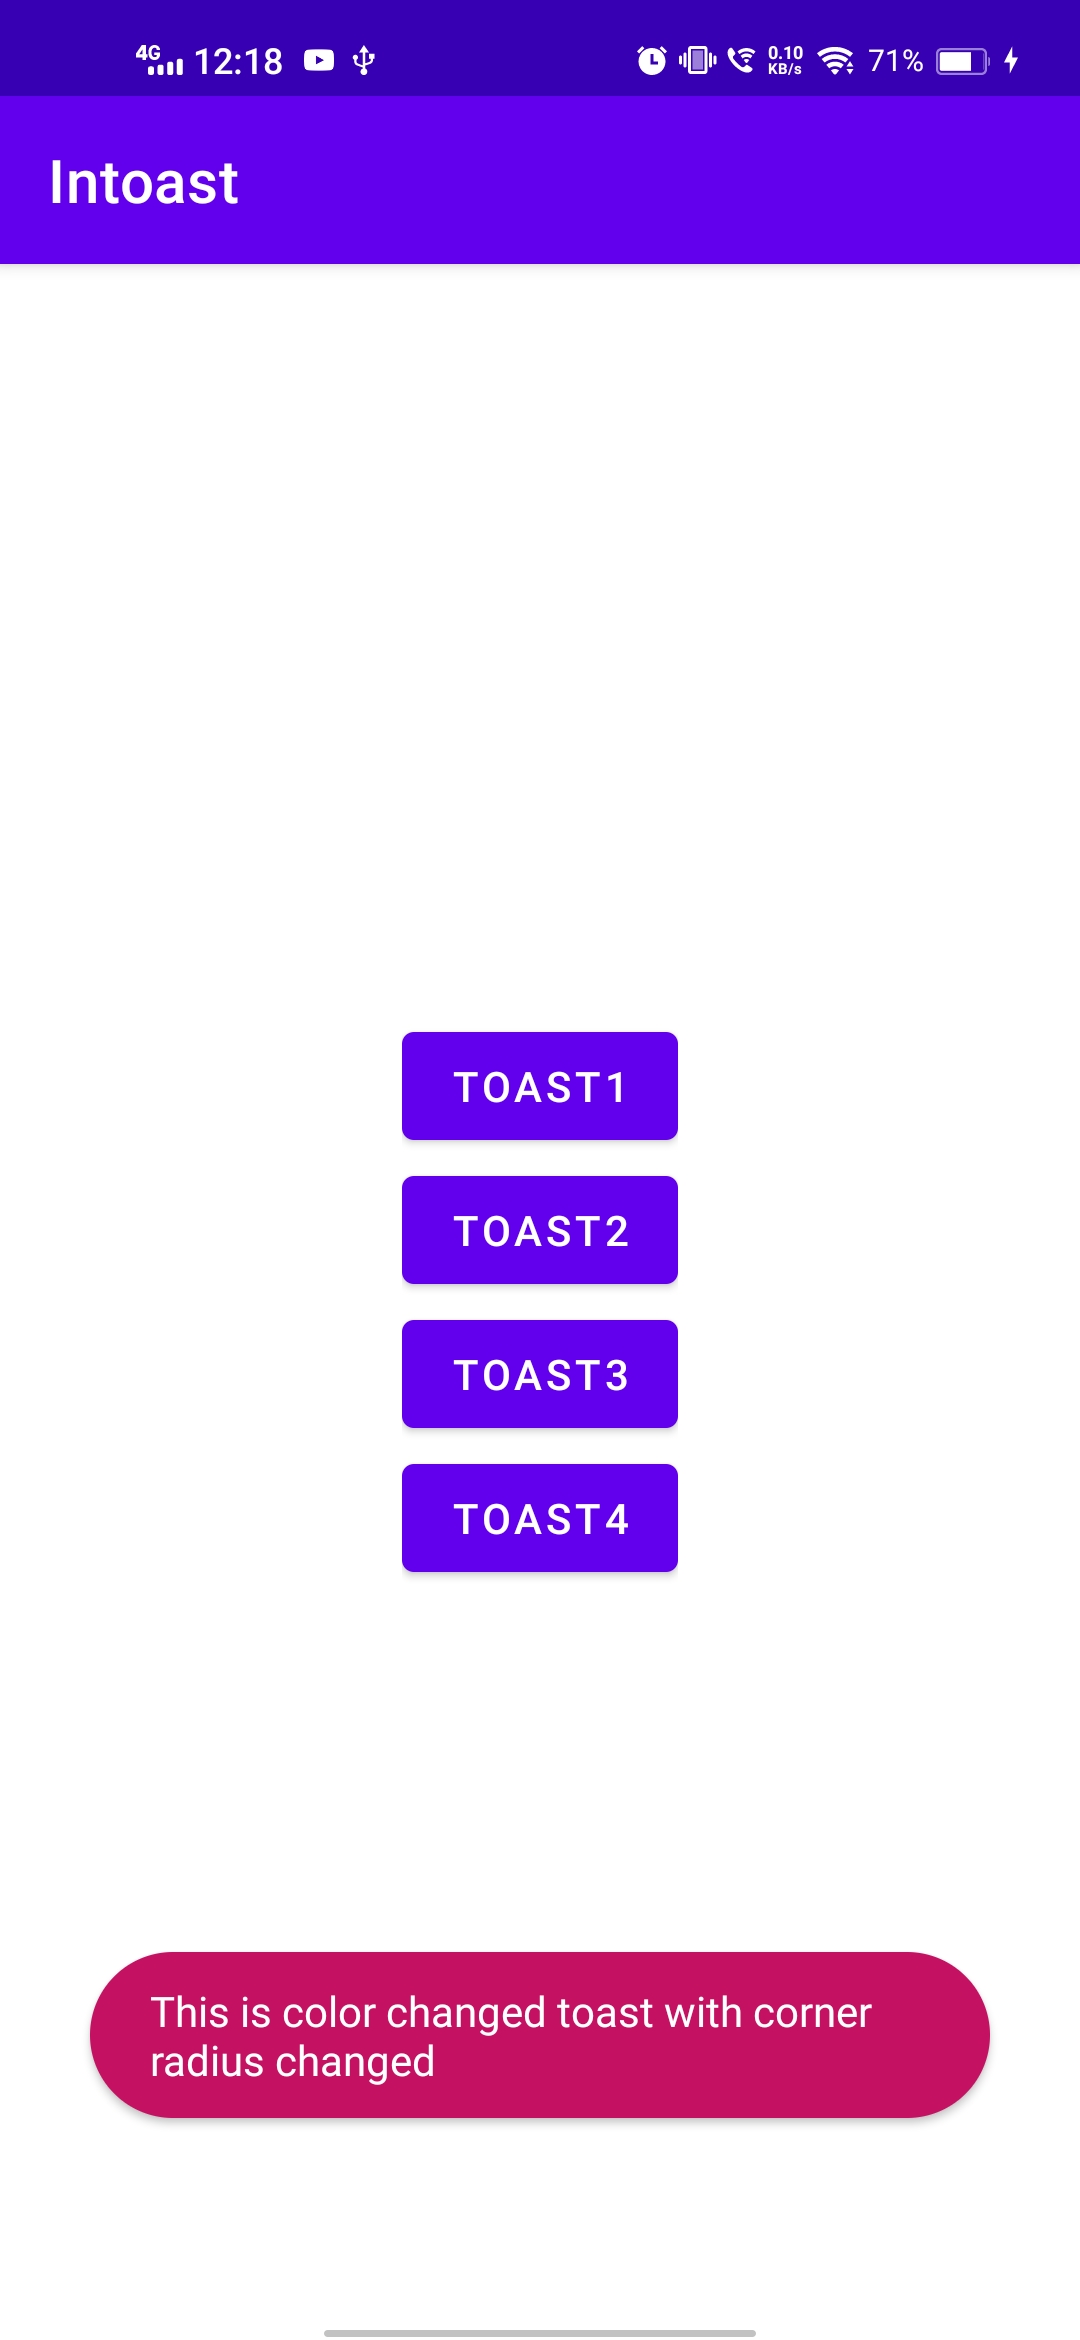 4G 12:18 0.10 KB/s 71%
Intoast
TOAST1
TOAST2
TOAST3
TOAST4
This is color changed toast with corner
radius changed